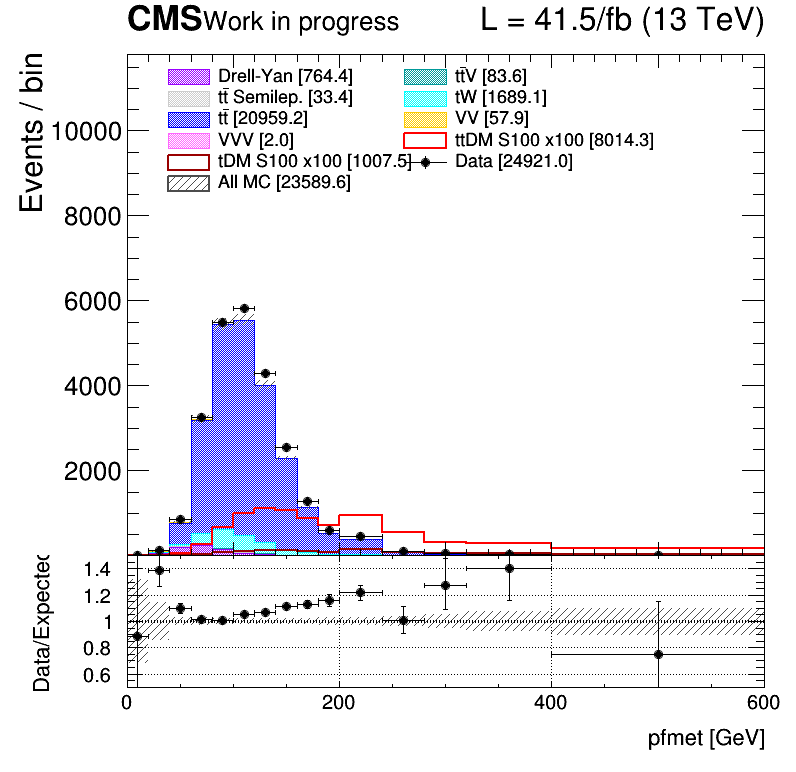 CMS Work in progress L = 41.5/fb (13 TeV)
Events / bin
Drell-Yan [764.4] tt̄V [83.6]
tt̄ Semilep. [33.4] tW [1689.1]
tt̄ [20959.2] VV [57.9]
VVV [2.0] ttDM S100 x100 [8014.3]
tDM S100 x100 [1007.5] Data [24921.0]
All MC [23589.6]
10000
8000
6000
4000
2000
Data/Expected
1.4
1.2
1
0.8
0.6
0 200 400 600
pfmet [GeV]